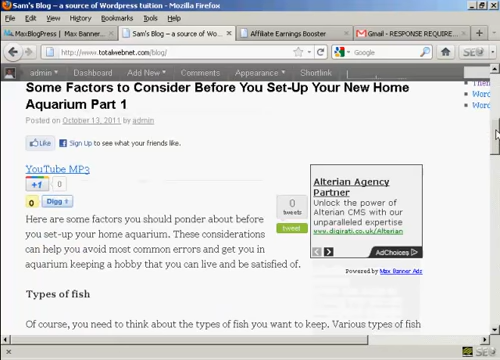 Sam's Blog – a source of Wordpress tuition - Mozilla Firefox
File Edit View History Bookmarks Tools Help
MaxBlogPress Max Banner... Sam's Blog – a source of Wordpress tu... Affiliate Earnings Booster Gmail - RESPONSE REQUIRE...
http://www.totalwebnet.com/blog/ Google
admin Dashboard Add New Comments Appearance Shortlink
Some Factors to Consider Before You Set-Up Your New Home
Aquarium Part 1
Them
Word
Word
Posted on October 13, 2011 by admin
Like Sign Up to see what your friends like.
YouTube MP3
+1 0
0 Digg
0
tweets
tweet
Alterian Agency
Partner
Use the power of
Alterian CMS with our
unparalleled expertise
www.digirati.co.uk/Alterian
AdChoices
Powered by Max Banner Ads
Here are some factors you should ponder about before
you set-up your home aquarium. These considerations
can help you avoid most common errors and get you in
aquarium keeping a hobby that you can live and be satisfied of.
Types of fish
Of course, you need to think about the types of fish you want to keep. Various types of fish
SEO